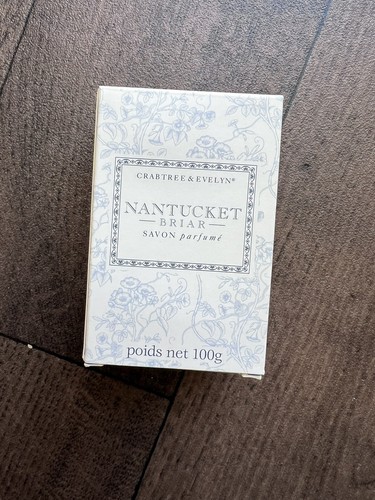 CRABTREE & EVELYN®
NANTUCKET
— BRIAR —
SAVON parfumé
poids net 100g